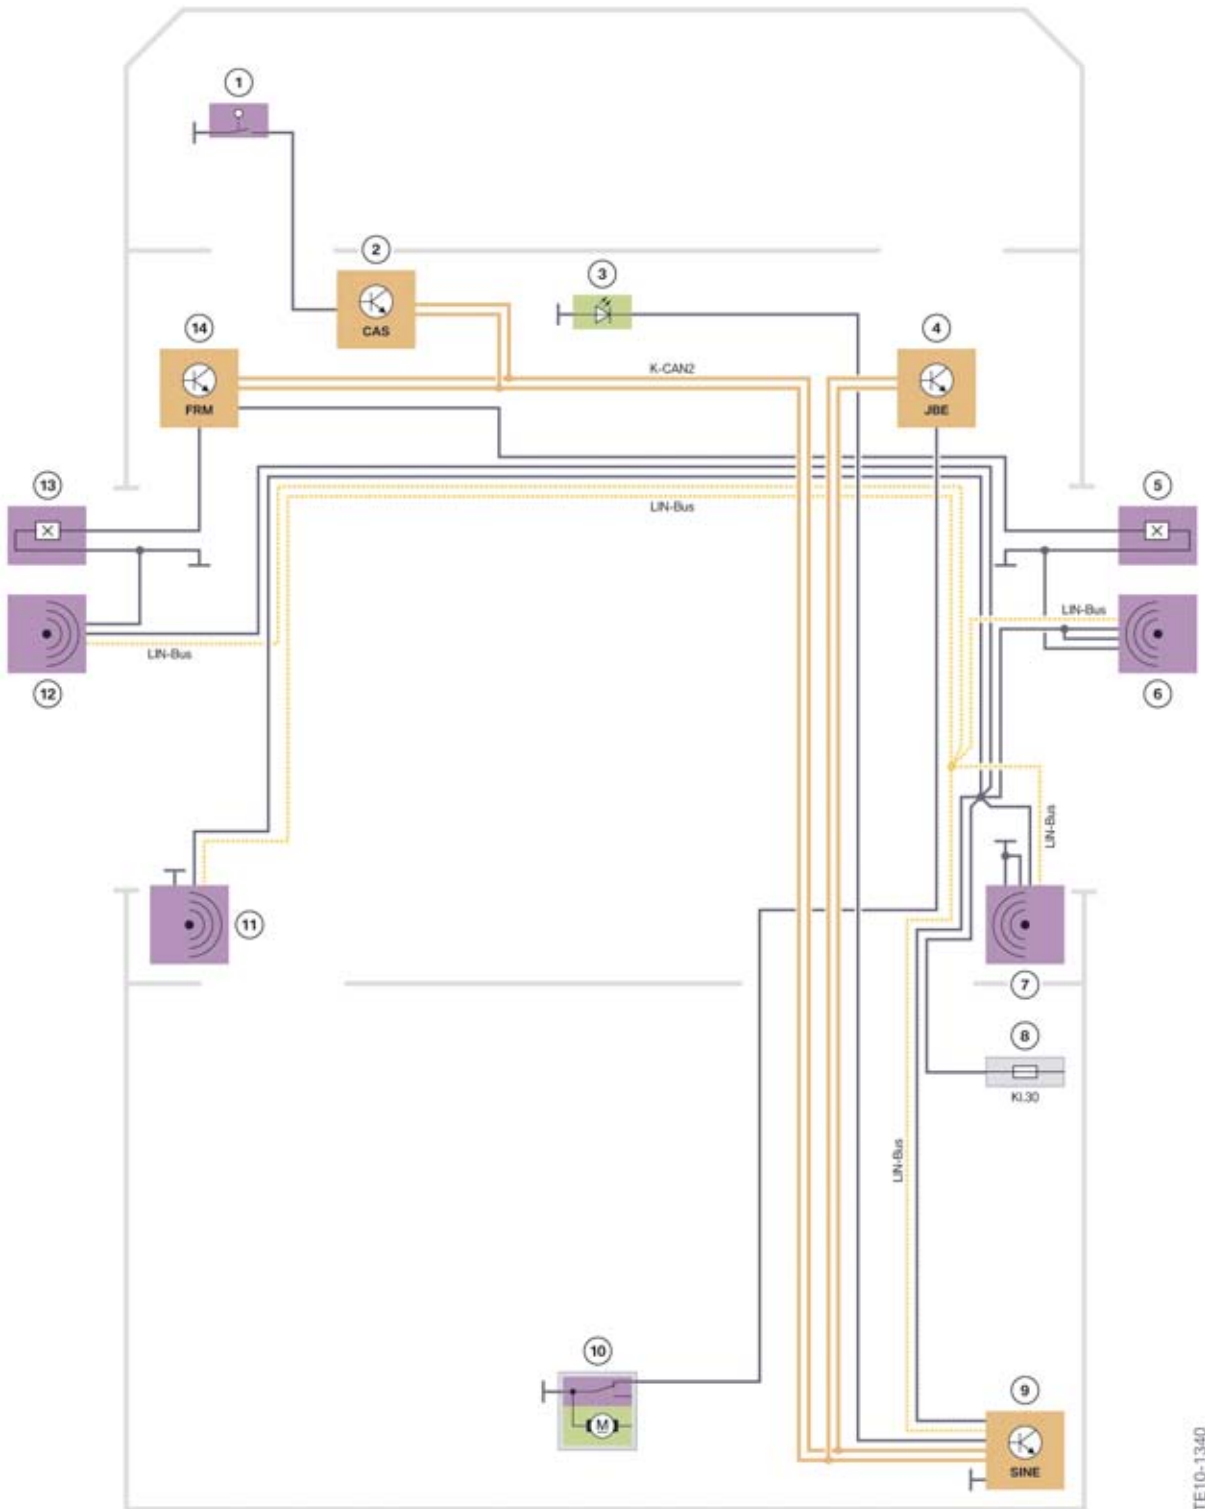 1
2
CAS
3
14
FRM
K-CAN2
4
JBE
13
LIN-Bus
5
LIN-Bus
LIN-Bus
12
6
LIN-Bus
11
7
8
Kl.30
LIN-Bus
10
M
9
SINE
TE10-1340